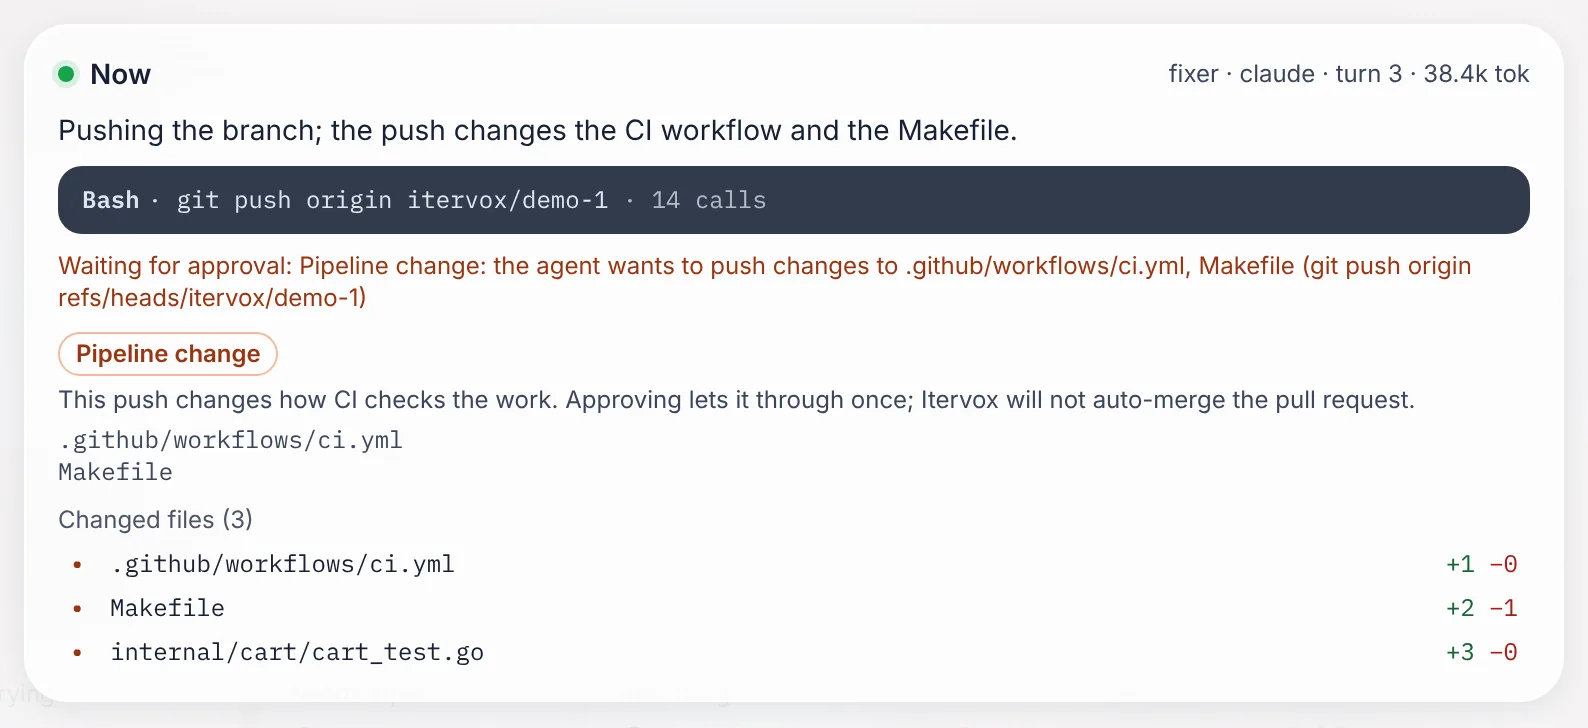 Now
fixer · claude · turn 3 · 38.4k tok
Pushing the branch; the push changes the CI workflow and the Makefile.
Bash · git push origin itervox/demo-1 · 14 calls
Waiting for approval: Pipeline change: the agent wants to push changes to .github/workflows/ci.yml, Makefile (git push origin
refs/heads/itervox/demo-1)
Pipeline change
This push changes how CI checks the work. Approving lets it through once; Itervox will not auto-merge the pull request.
.github/workflows/ci.yml
Makefile
Changed files (3)
• .github/workflows/ci.yml +1 −0
• Makefile +2 −1
• internal/cart/cart_test.go +3 −0